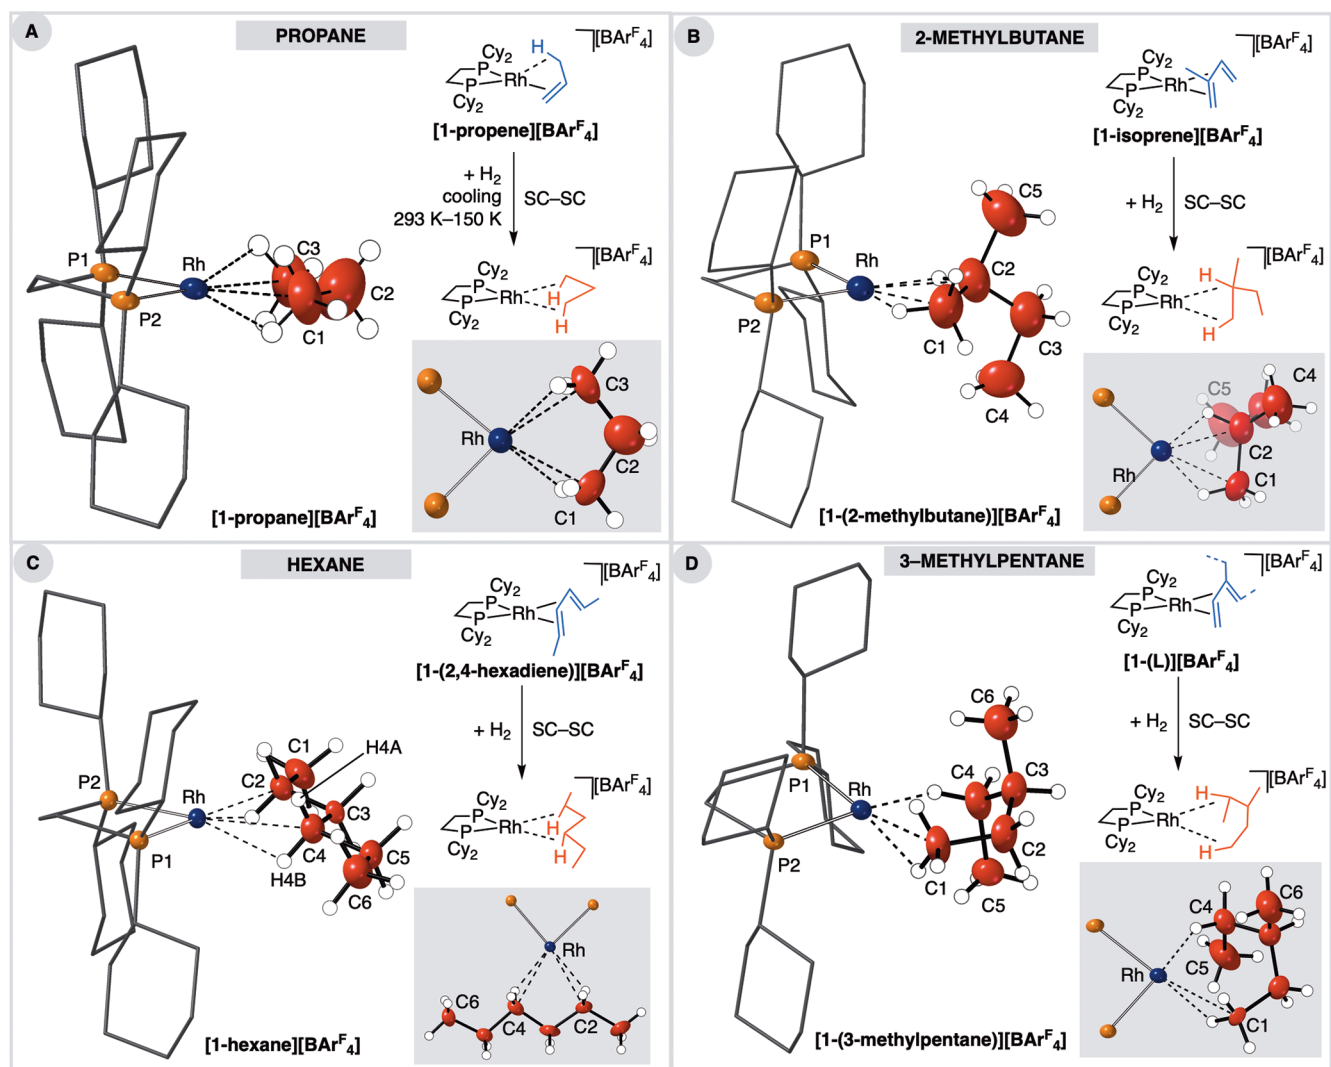 A
PROPANE
Cy2
P
P
Rh
Cy2
H
][BArF4]
[1-propene][BArF4]
+ H2
cooling
293 K–150 K
SC–SC
][BArF4]
Cy2
P
P
Rh
Cy2
H
H
P1
P2
Rh
C3
C2
C1
Rh
C3
C2
C1
[1-propane][BArF4]
B
2-METHYLBUTANE
][BArF4]
Cy2
P
P
Rh
Cy2
[1-isoprene][BArF4]
+ H2
SC–SC
][BArF4]
Cy2
P
P
Rh
Cy2
H
H
P1
P2
Rh
C5
C2
C1
C3
C4
C5
C4
Rh
C2
C1
[1-(2-methylbutane)][BArF4]
C
HEXANE
][BArF4]
Cy2
P
P
Rh
Cy2
[1-(2,4-hexadiene)][BArF4]
+ H2
SC–SC
][BArF4]
Cy2
P
P
Rh
Cy2
H
H
P2
P1
Rh
C1
C2
H4A
C3
C4
H4B
C5
C6
Rh
C6
C4
C2
[1-hexane][BArF4]
D
3–METHYLPENTANE
][BArF4]
Cy2
P
P
Rh
Cy2
[1-(L)][BArF4]
+ H2
SC–SC
][BArF4]
Cy2
P
P
Rh
Cy2
H
H
P1
P2
Rh
C6
C4
C3
C2
C1
C5
C4
C6
Rh
C5
C1
[1-(3-methylpentane)][BArF4]